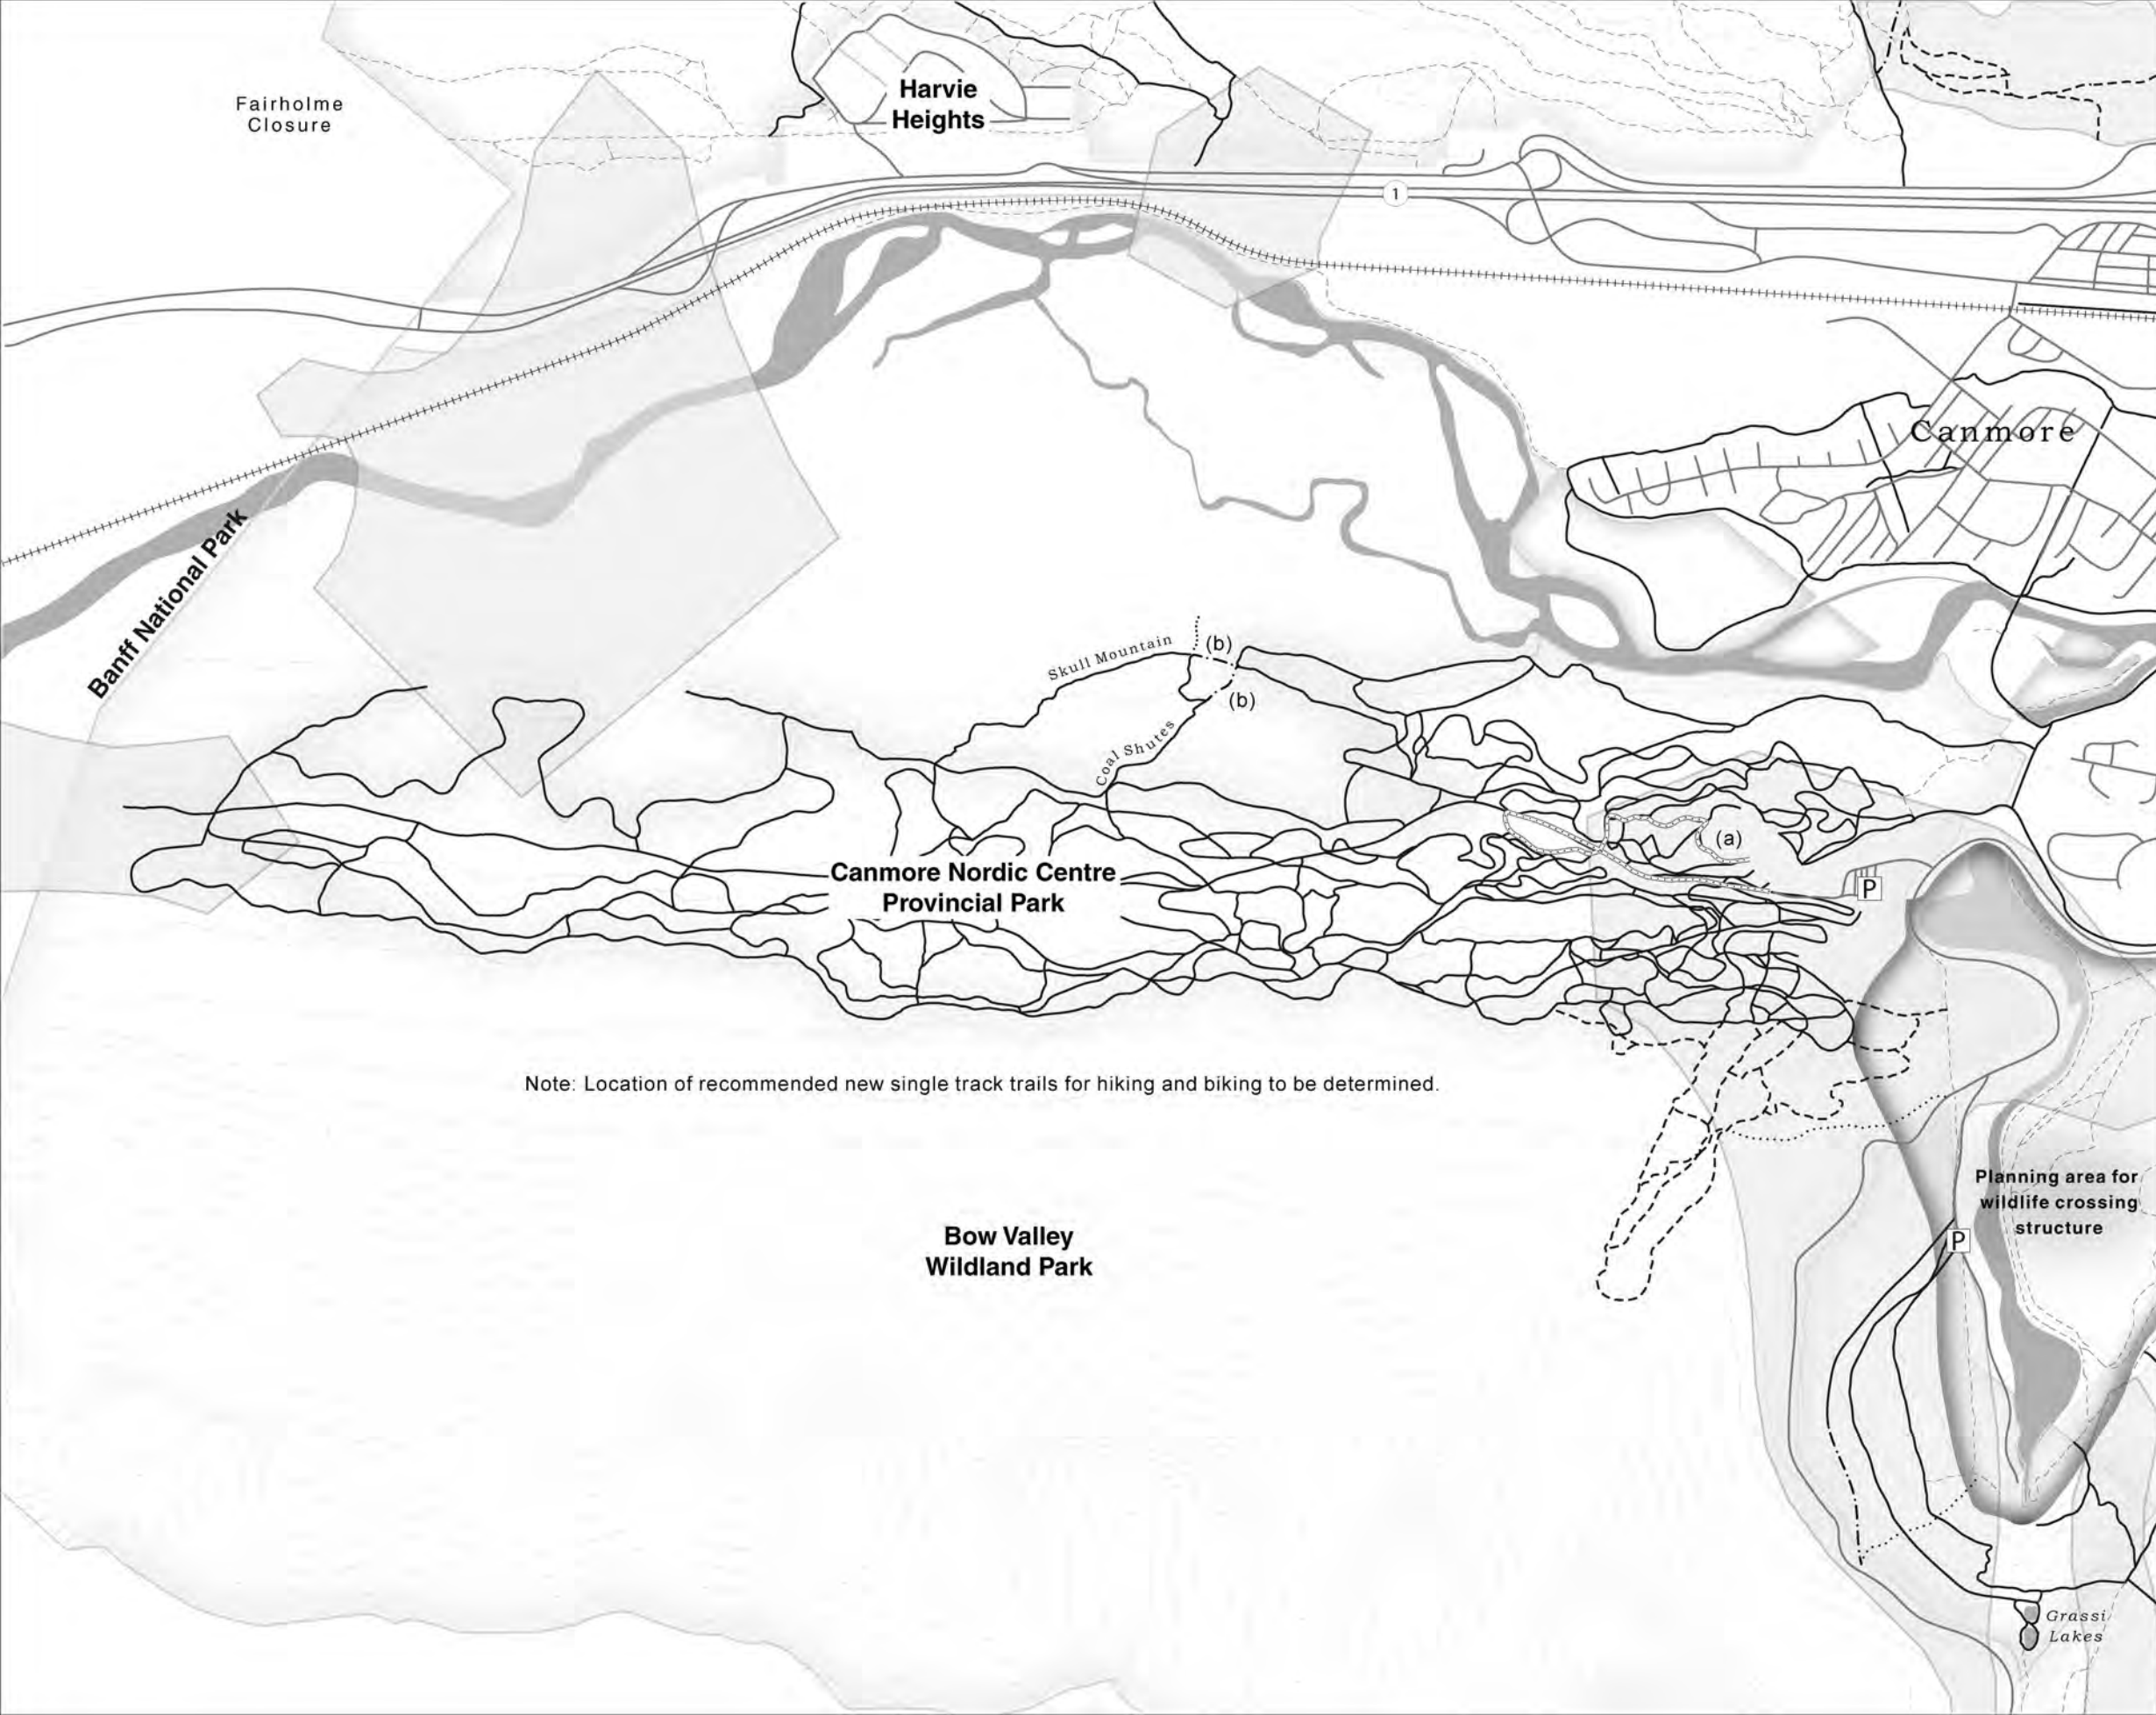 Harvie
Heights
Fairholme
Closure
1
Canmore
Banff National Park
Skull Mountain
(b)
(b)
Coal Shutes
(a)
Canmore Nordic Centre
Provincial Park
P
Note: Location of recommended new single track trails for hiking and biking to be determined.
Planning area for
wildlife crossing
structure
P
Bow Valley
Wildland Park
Grassi
Lakes